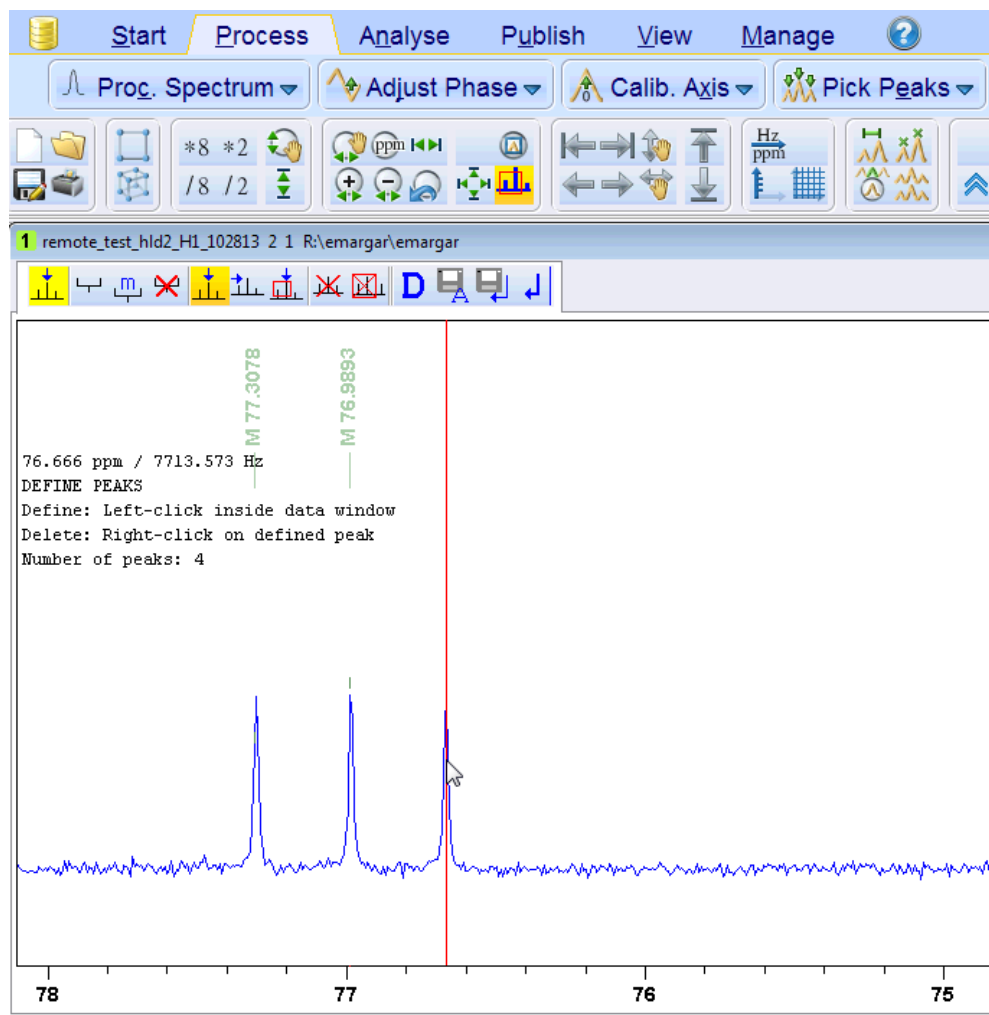 Start Process Analyse Publish View Manage ?
Proc. Spectrum Adjust Phase Calib. Axis Pick Peaks
*8 *2 ppm Hz ppm
/8 /2
1 remote_test_hld2_H1_102813 2 1 R:\emargar\emargar
m D A
M 77.3078
M 76.9893
76.666 ppm / 7713.573 Hz
DEFINE PEAKS
Define: Left-click inside data window
Delete: Right-click on defined peak
Number of peaks: 4
78 77 76 75